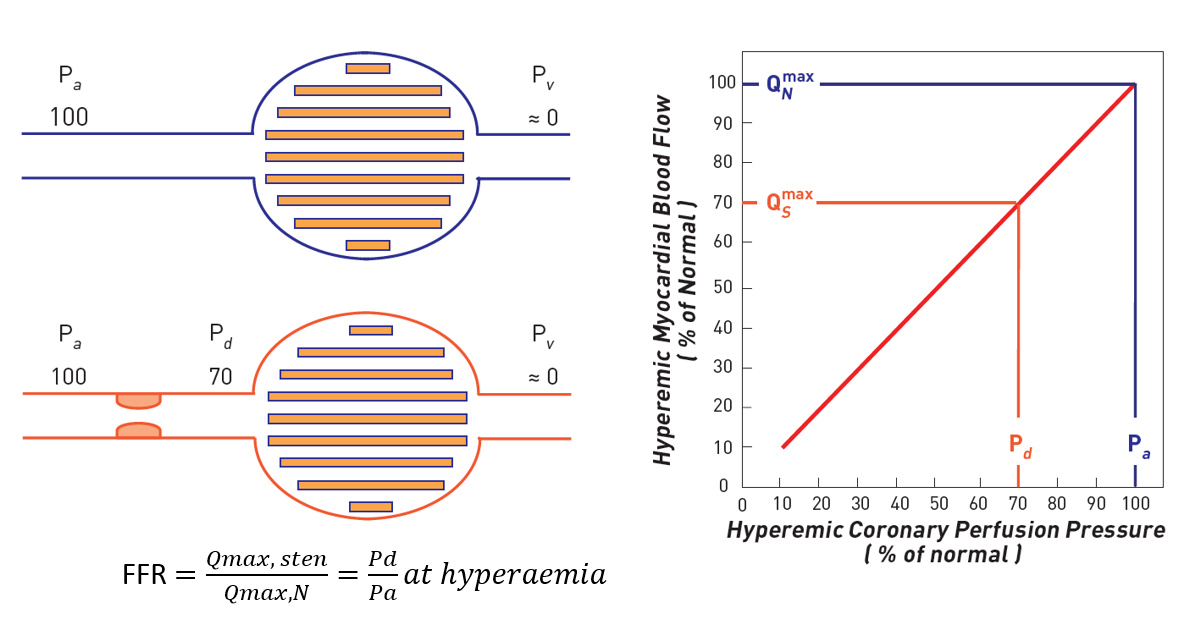 Pa
100
Pv
≈ 0
Pa
100
Pd
70
Pv
≈ 0
FFR = Qmax, sten / Qmax,N = Pd / Pa at hyperaemia
Hyperemic Myocardial Blood Flow
( % of Normal )
100
90
80
70
60
50
40
30
20
10
0
QN max
QS max
Pd
Pa
0 10 20 30 40 50 60 70 80 90 100
Hyperemic Coronary Perfusion Pressure
( % of normal )